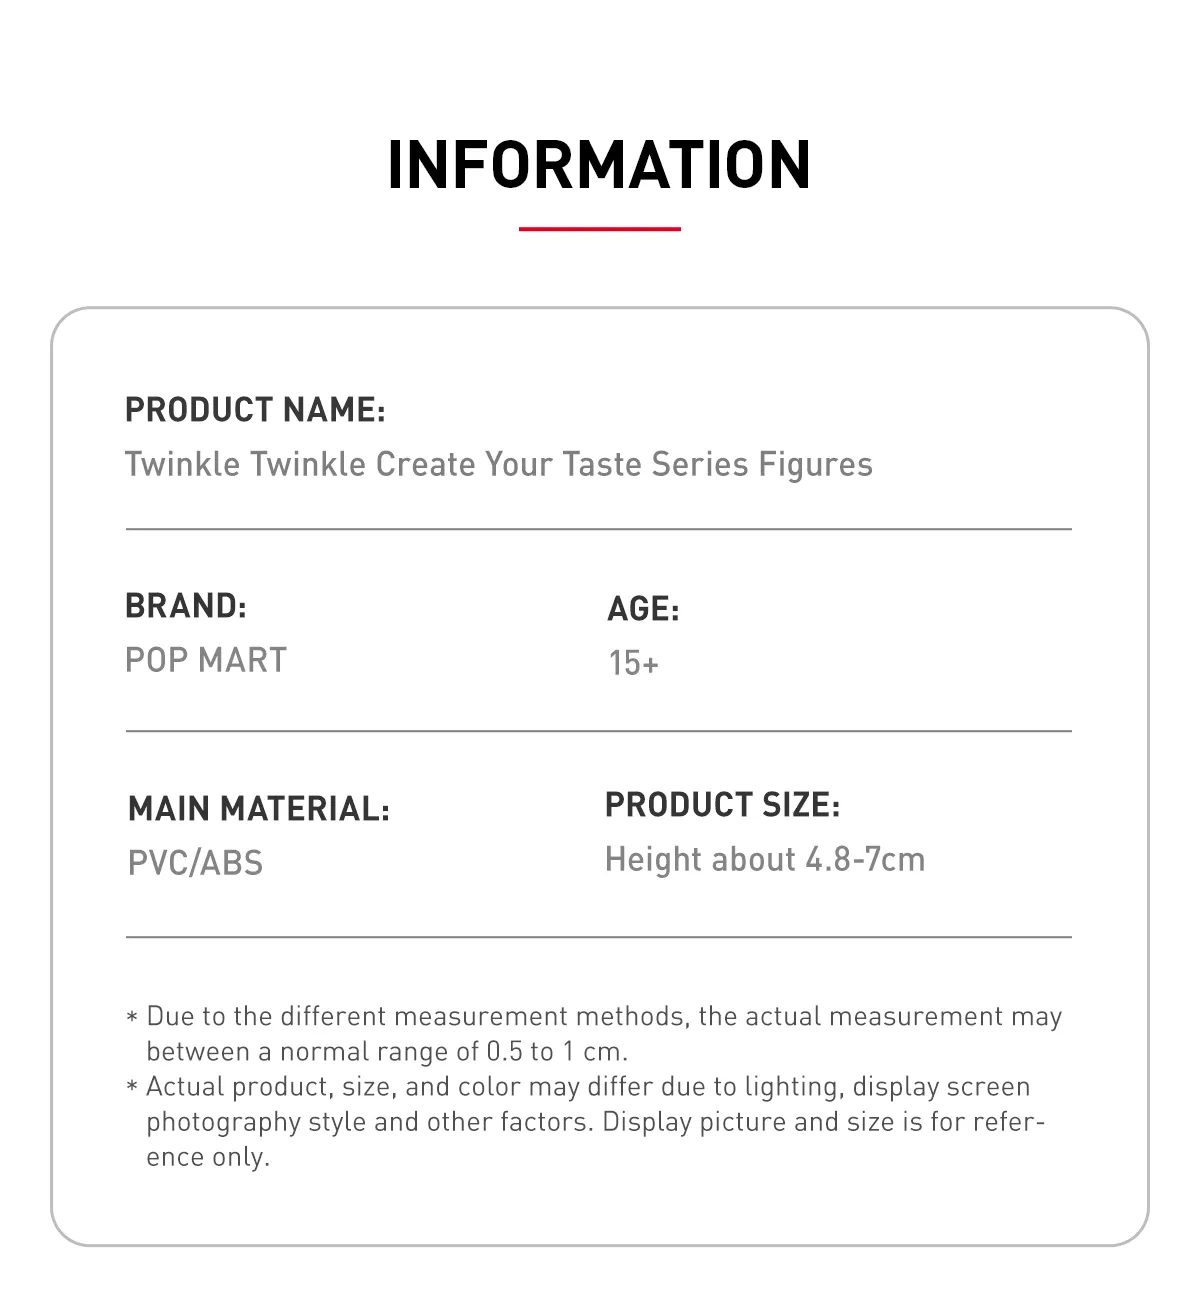 INFORMATION
PRODUCT NAME:
Twinkle Twinkle Create Your Taste Series Figures
BRAND:
POP MART
AGE:
15+
MAIN MATERIAL:
PVC/ABS
PRODUCT SIZE:
Height about 4.8-7cm
* Due to the different measurement methods, the actual measurement may
between a normal range of 0.5 to 1 cm.
* Actual product, size, and color may differ due to lighting, display screen
photography style and other factors. Display picture and size is for refer-
ence only.